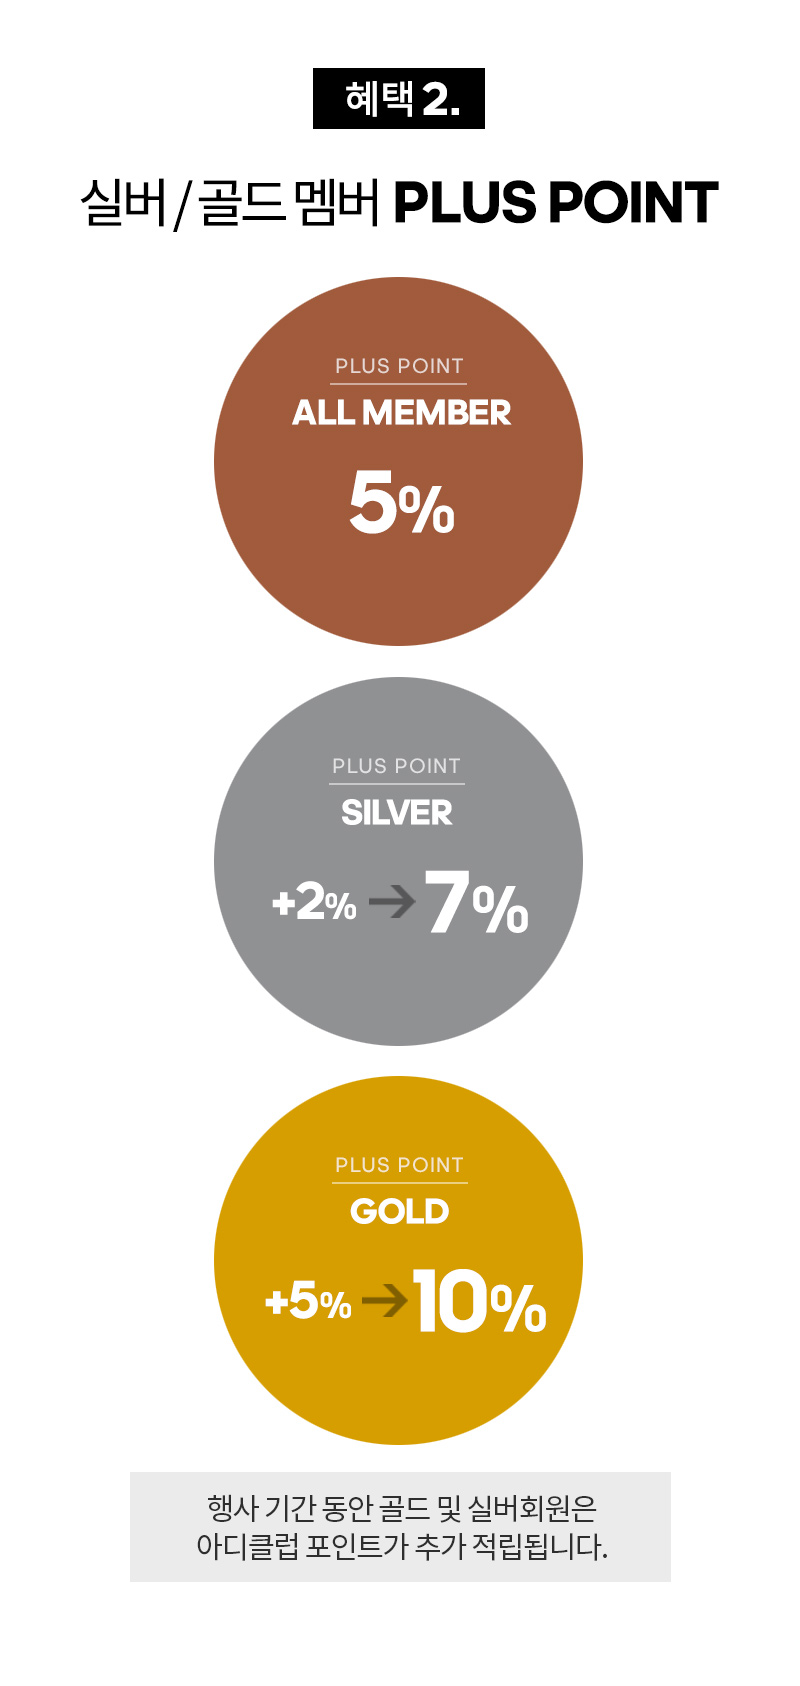 혜택 2.
실버 / 골드 멤버 PLUS POINT
PLUS POINT
ALL MEMBER
5%
PLUS POINT
SILVER
+2% → 7%
PLUS POINT
GOLD
+5% → 10%
행사 기간 동안 골드 및 실버회원은
아디클럽 포인트가 추가 적립됩니다.